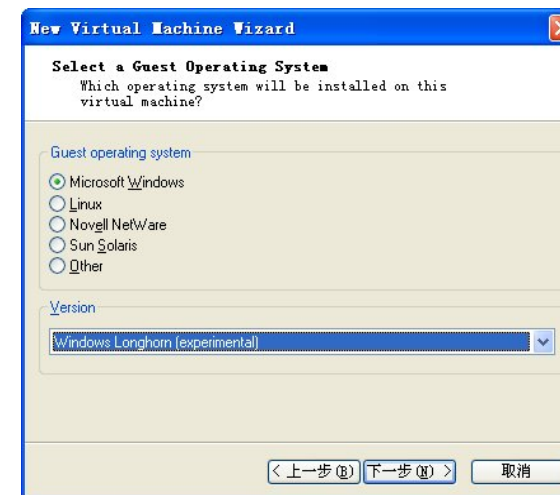 New Virtual Machine Wizard
Select a Guest Operating System
Which operating system will be installed on this
virtual machine?
Guest operating system
Microsoft Windows
Linux
Novell NetWare
Sun Solaris
Other
Version
Windows Longhorn (experimental)
< 上一步(B)
下一步(N) >
取消